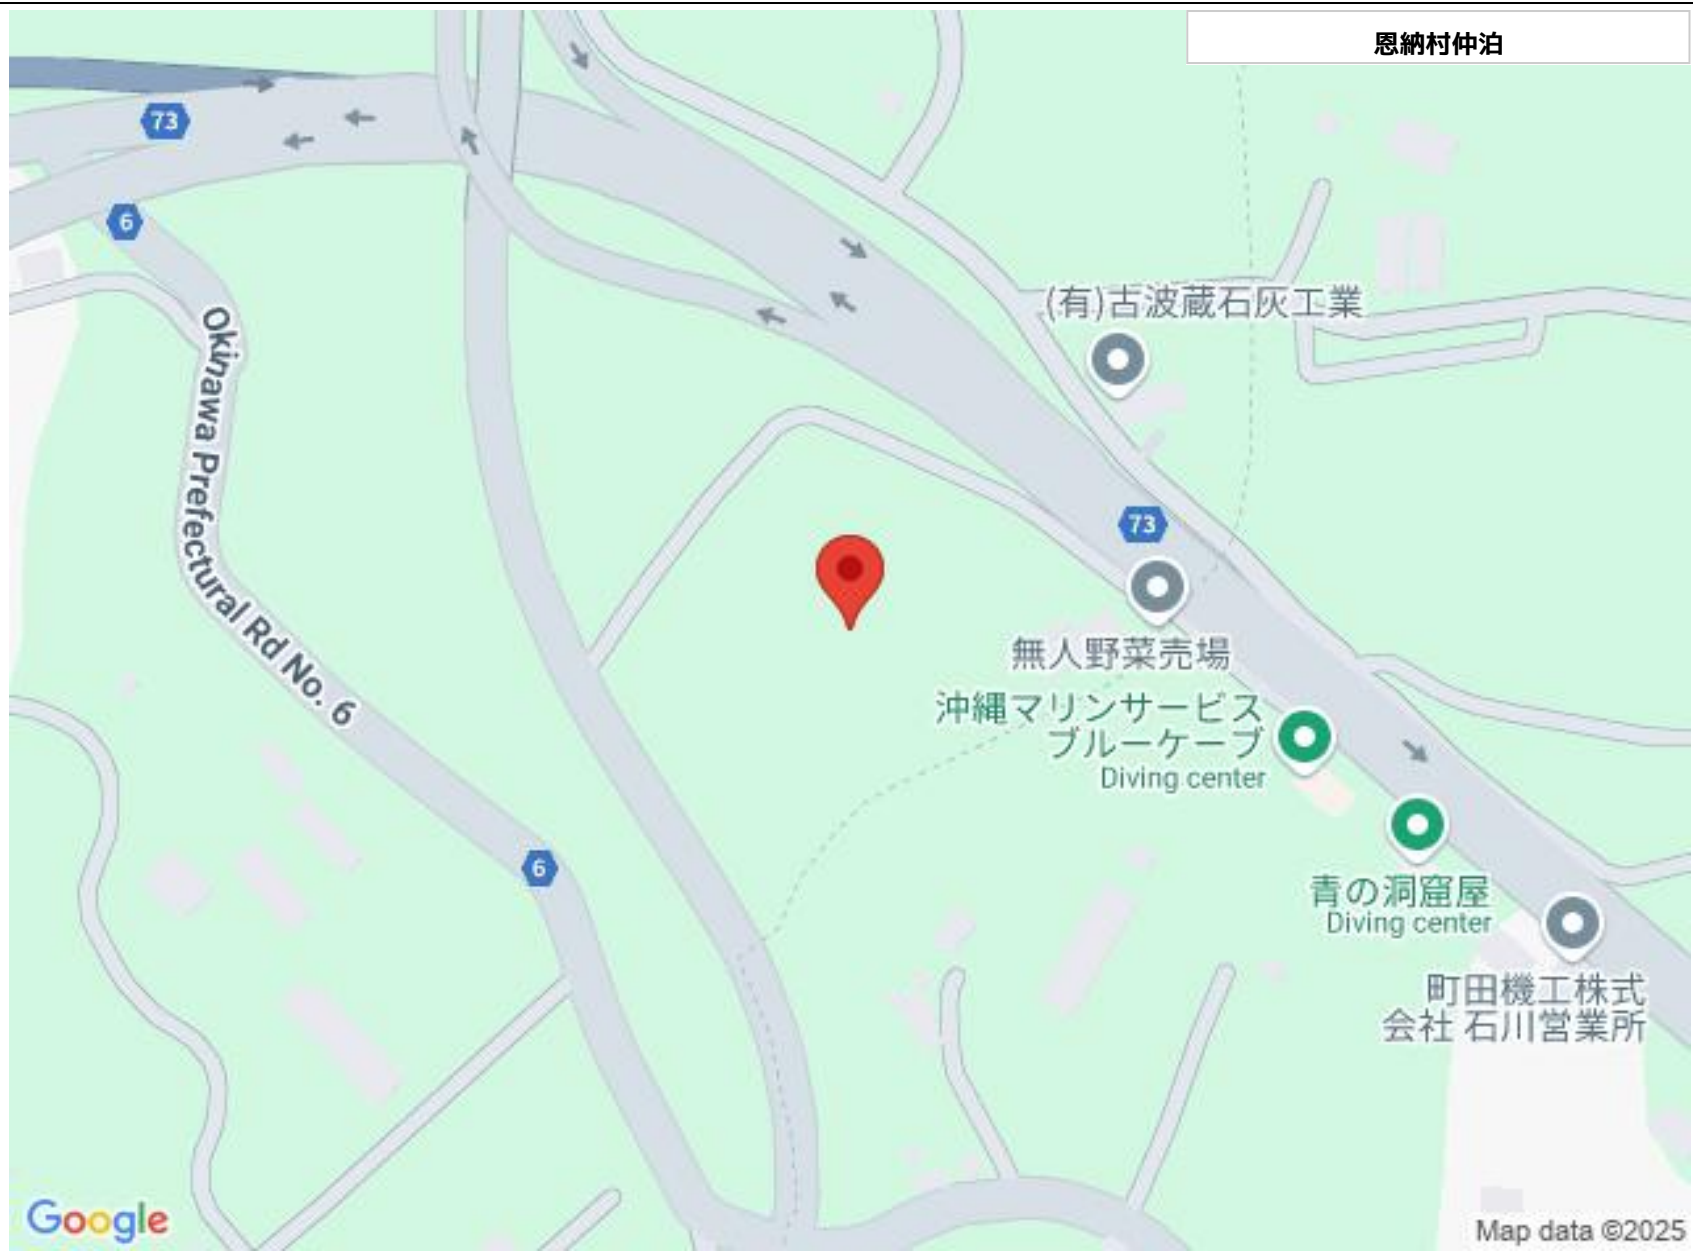 恩納村仲泊
73
6
Okinawa Prefectural Rd No. 6
(有)古波蔵石灰工業
73
無人野菜売場
沖縄マリンサービス
ブルーケーブ
Diving center
6
青の洞窟屋
Diving center
町田機工株式
会社 石川営業所
Google
Map data ©2025